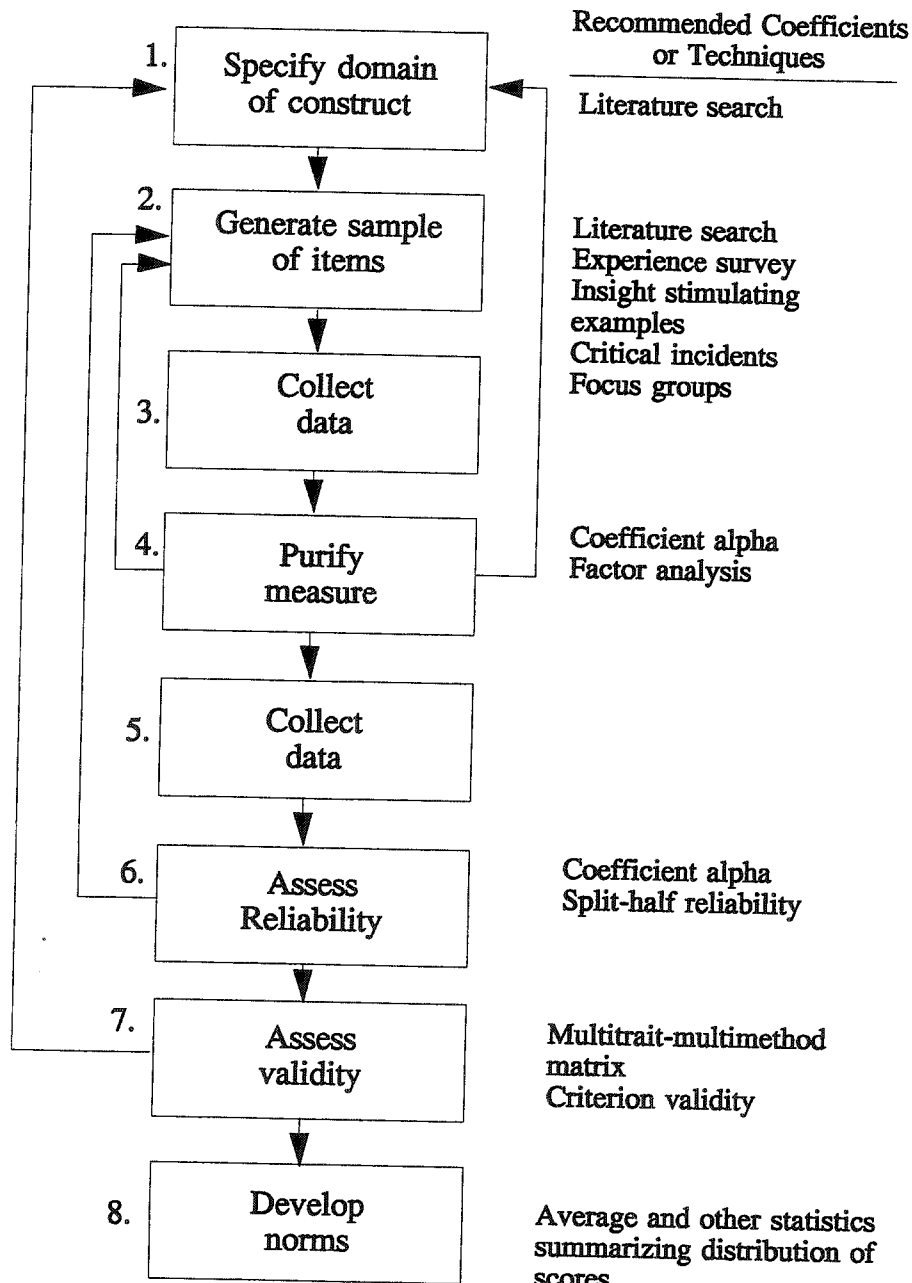 Recommended Coefficients
or Techniques
1.
Specify domain
of construct
Literature search
2.
Generate sample
of items
Literature search
Experience survey
Insight stimulating
examples
Critical incidents
Focus groups
3.
Collect
data
4.
Purify
measure
Coefficient alpha
Factor analysis
5.
Collect
data
6.
Assess
Reliability
Coefficient alpha
Split-half reliability
7.
Assess
validity
Multitrait-multimethod
matrix
Criterion validity
8.
Develop
norms
Average and other statistics
summarizing distribution of
scores